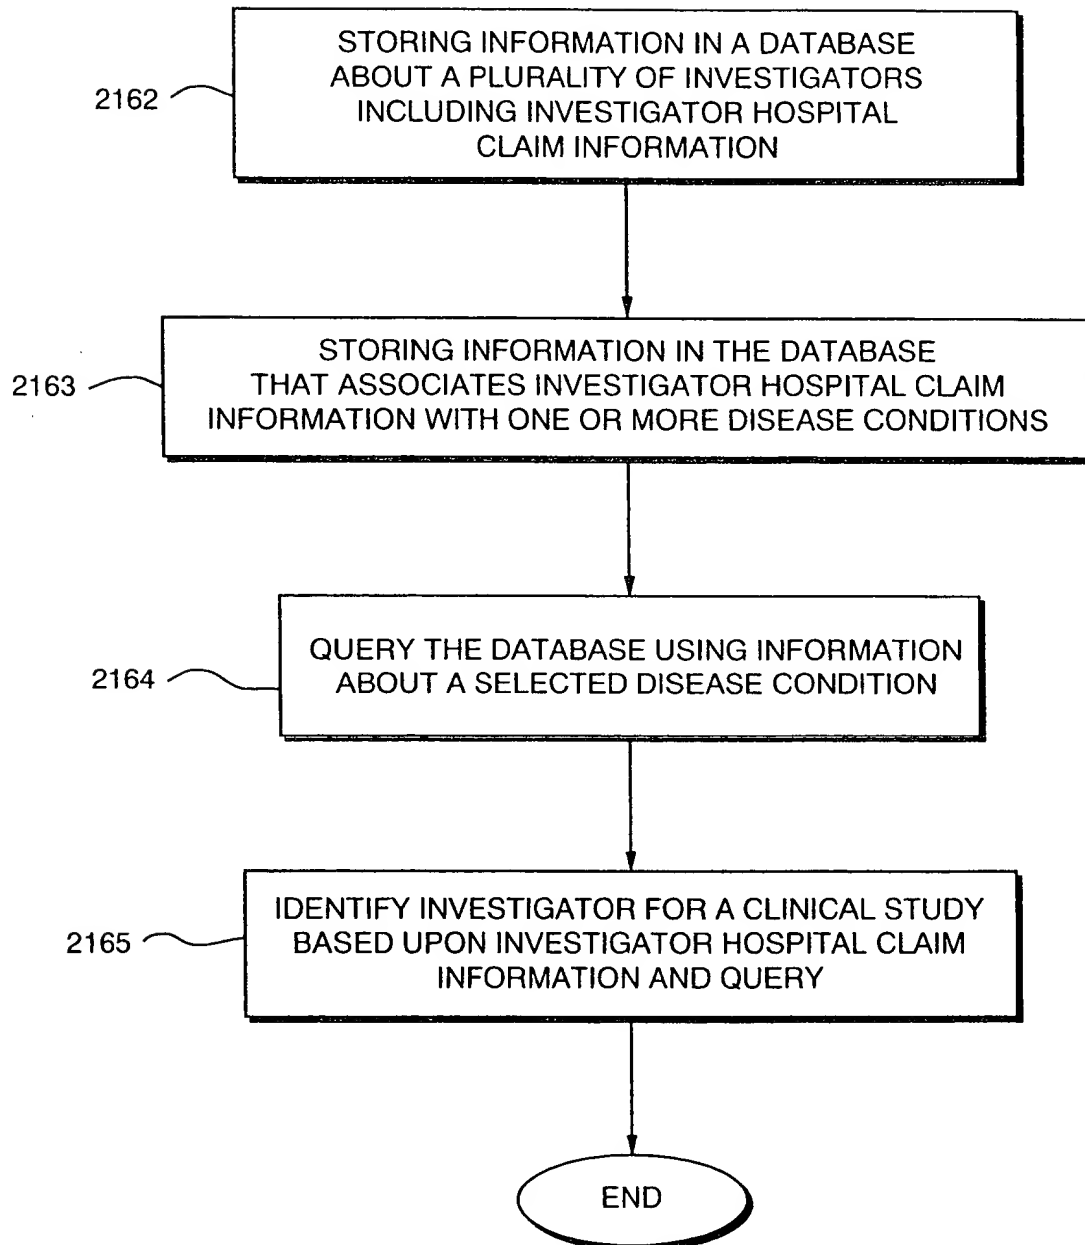 STORING INFORMATION IN A DATABASE
ABOUT A PLURALITY OF INVESTIGATORS
INCLUDING INVESTIGATOR HOSPITAL
CLAIM INFORMATION
2162
STORING INFORMATION IN THE DATABASE
THAT ASSOCIATES INVESTIGATOR HOSPITAL CLAIM
INFORMATION WITH ONE OR MORE DISEASE CONDITIONS
2163
QUERY THE DATABASE USING INFORMATION
ABOUT A SELECTED DISEASE CONDITION
2164
IDENTIFY INVESTIGATOR FOR A CLINICAL STUDY
BASED UPON INVESTIGATOR HOSPITAL CLAIM
INFORMATION AND QUERY
2165
END